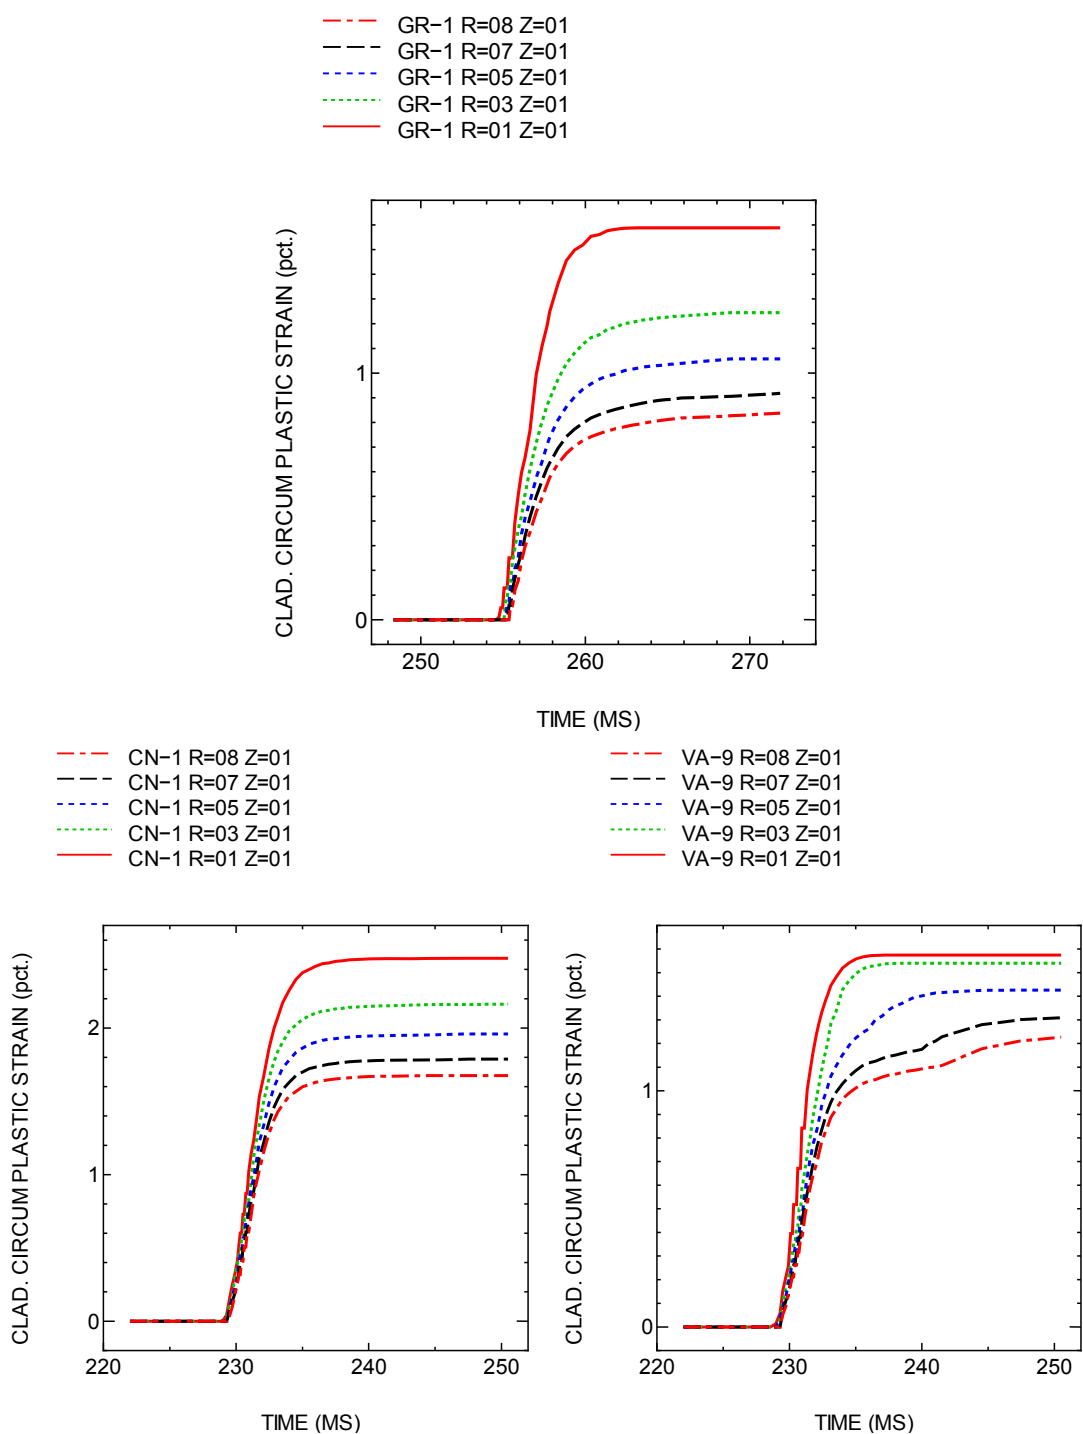 GR−1 R=08 Z=01
GR−1 R=07 Z=01
GR−1 R=05 Z=01
GR−1 R=03 Z=01
GR−1 R=01 Z=01
CLAD. CIRCUM PLASTIC STRAIN (pct.)
1
0
250
260
270
TIME (MS)
CN−1 R=08 Z=01
CN−1 R=07 Z=01
CN−1 R=05 Z=01
CN−1 R=03 Z=01
CN−1 R=01 Z=01
CLAD. CIRCUM PLASTIC STRAIN (pct.)
2
1
0
220
230
240
250
TIME (MS)
VA−9 R=08 Z=01
VA−9 R=07 Z=01
VA−9 R=05 Z=01
VA−9 R=03 Z=01
VA−9 R=01 Z=01
CLAD. CIRCUM PLASTIC STRAIN (pct.)
1
0
220
230
240
250
TIME (MS)